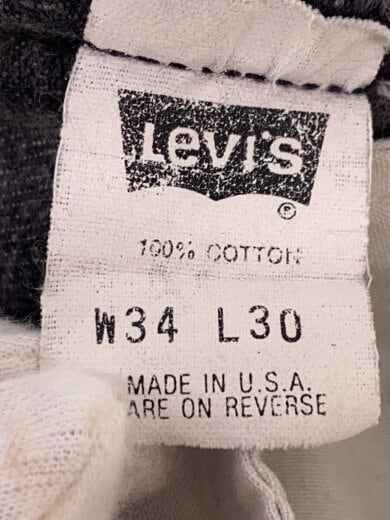 Levi's
®
100% COTTON
W34 L30
MADE IN U.S.A.
ARE ON REVERSE